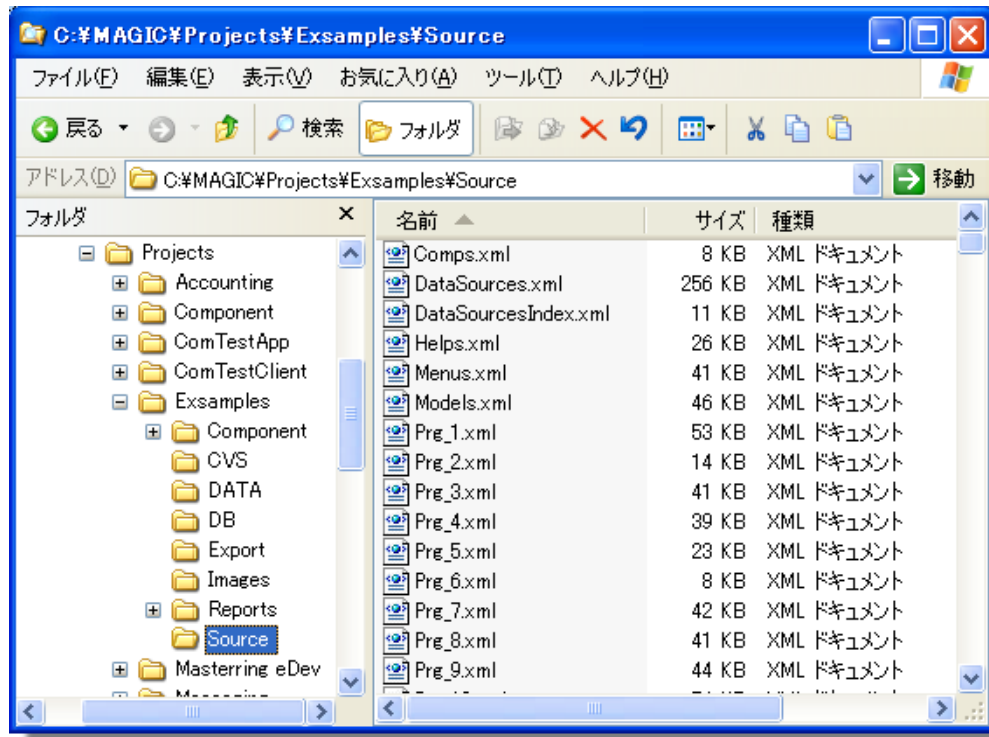 C:¥MAGIC¥Projects¥Exsamples¥Source
ファイル(F) 編集(E) 表示(V) お気に入り(A) ツール(T) ヘルプ(H)
戻る 検索 フォルダ
アドレス(D) C:¥MAGIC¥Projects¥Exsamples¥Source 移動
フォルダ
Projects
Accounting
Component
ComTestApp
ComTestClient
Exsamples
Component
CVS
DATA
DB
Export
Images
Reports
Source
Masterring eDev
名前 サイズ 種類
Comps.xml 8 KB XML ドキュメント
DataSources.xml 256 KB XML ドキュメント
DataSourcesIndex.xml 11 KB XML ドキュメント
Helps.xml 26 KB XML ドキュメント
Menus.xml 41 KB XML ドキュメント
Models.xml 46 KB XML ドキュメント
Prg_1.xml 53 KB XML ドキュメント
Prg_2.xml 14 KB XML ドキュメント
Prg_3.xml 41 KB XML ドキュメント
Prg_4.xml 39 KB XML ドキュメント
Prg_5.xml 23 KB XML ドキュメント
Prg_6.xml 8 KB XML ドキュメント
Prg_7.xml 42 KB XML ドキュメント
Prg_8.xml 41 KB XML ドキュメント
Prg_9.xml 44 KB XML ドキュメント